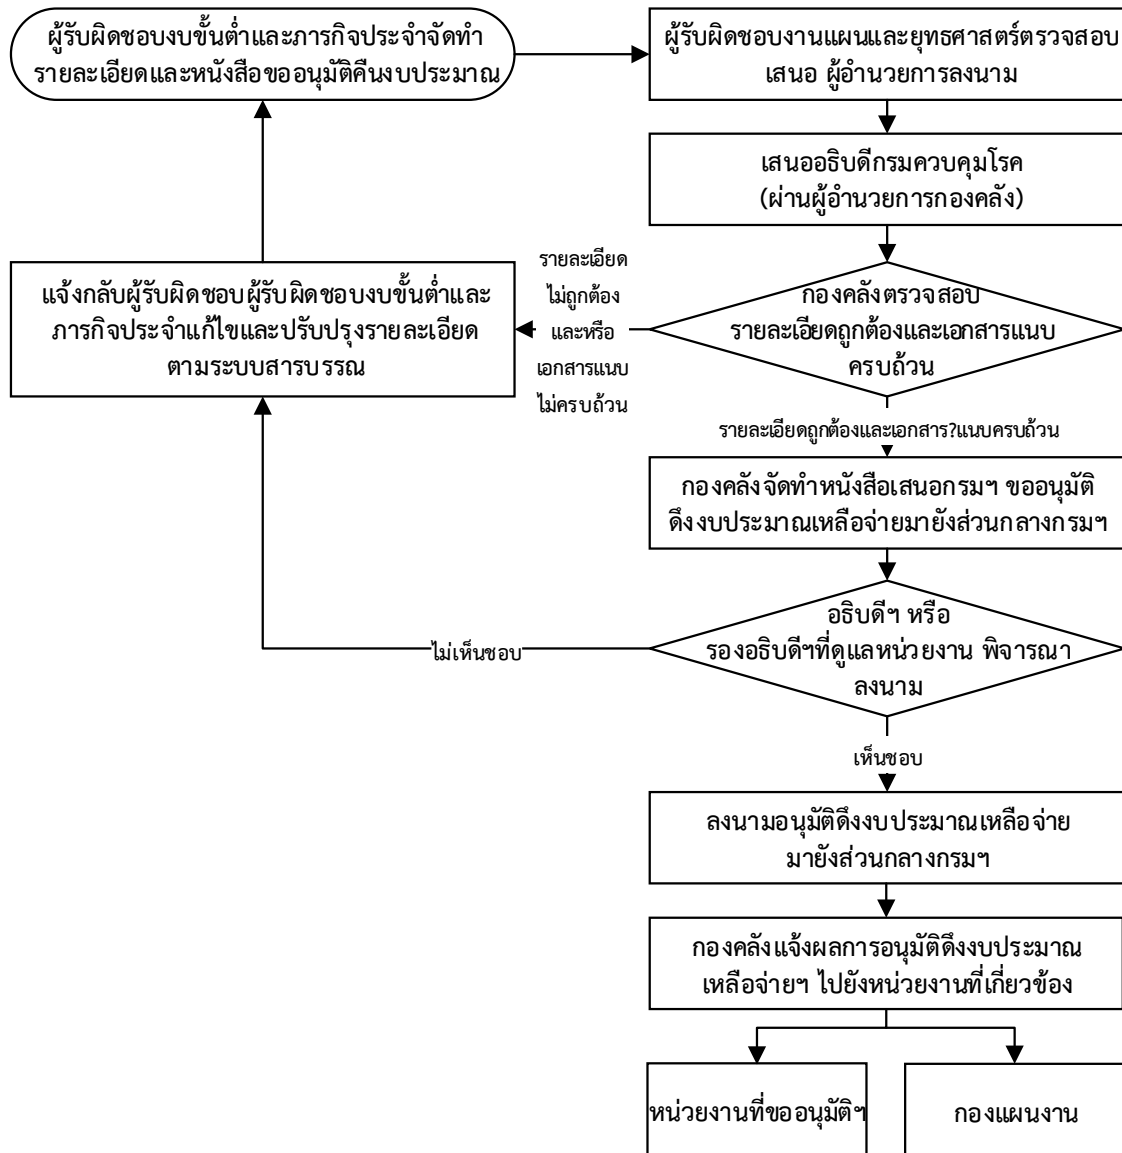 ผู้รับผิดชอบงบขั้นต่ำและภารกิจประจำจัดทำ
รายละเอียดและหนังสือขออนุมัติคืนงบประมาณ
ผู้รับผิดชอบงานแผนและยุทธศาสตร์ตรวจสอบ
เสนอ ผู้อำนวยการลงนาม
เสนออธิบดีกรมควบคุมโรค
(ผ่านผู้อำนวยการกองคลัง)
กองคลังตรวจสอบ
รายละเอียดถูกต้องและเอกสารแนบ
ครบถ้วน
รายละเอียด
ไม่ถูกต้อง
และหรือ
เอกสารแนบ
ไม่ครบถ้วน
แจ้งกลับผู้รับผิดชอบผู้รับผิดชอบงบขั้นต่ำและ
ภารกิจประจำแก้ไขและปรับปรุงรายละเอียด
ตามระบบสารบรรณ
รายละเอียดถูกต้องและเอกสาร?แนบครบถ้วน
กองคลังจัดทำหนังสือเสนอกรมฯ ขออนุมัติ
ดึงงบประมาณเหลือจ่ายมายังส่วนกลางกรมฯ
อธิบดีฯ หรือ
รองอธิบดีฯที่ดูแลหน่วยงาน พิจารณา
ลงนาม
ไม่เห็นชอบ
เห็นชอบ
ลงนามอนุมัติดึงงบประมาณเหลือจ่าย
มายังส่วนกลางกรมฯ
กองคลังแจ้งผลการอนุมัติดึงงบประมาณ
เหลือจ่ายฯ ไปยังหน่วยงานที่เกี่ยวข้อง
หน่วยงานที่ขออนุมัติฯ
กองแผนงาน